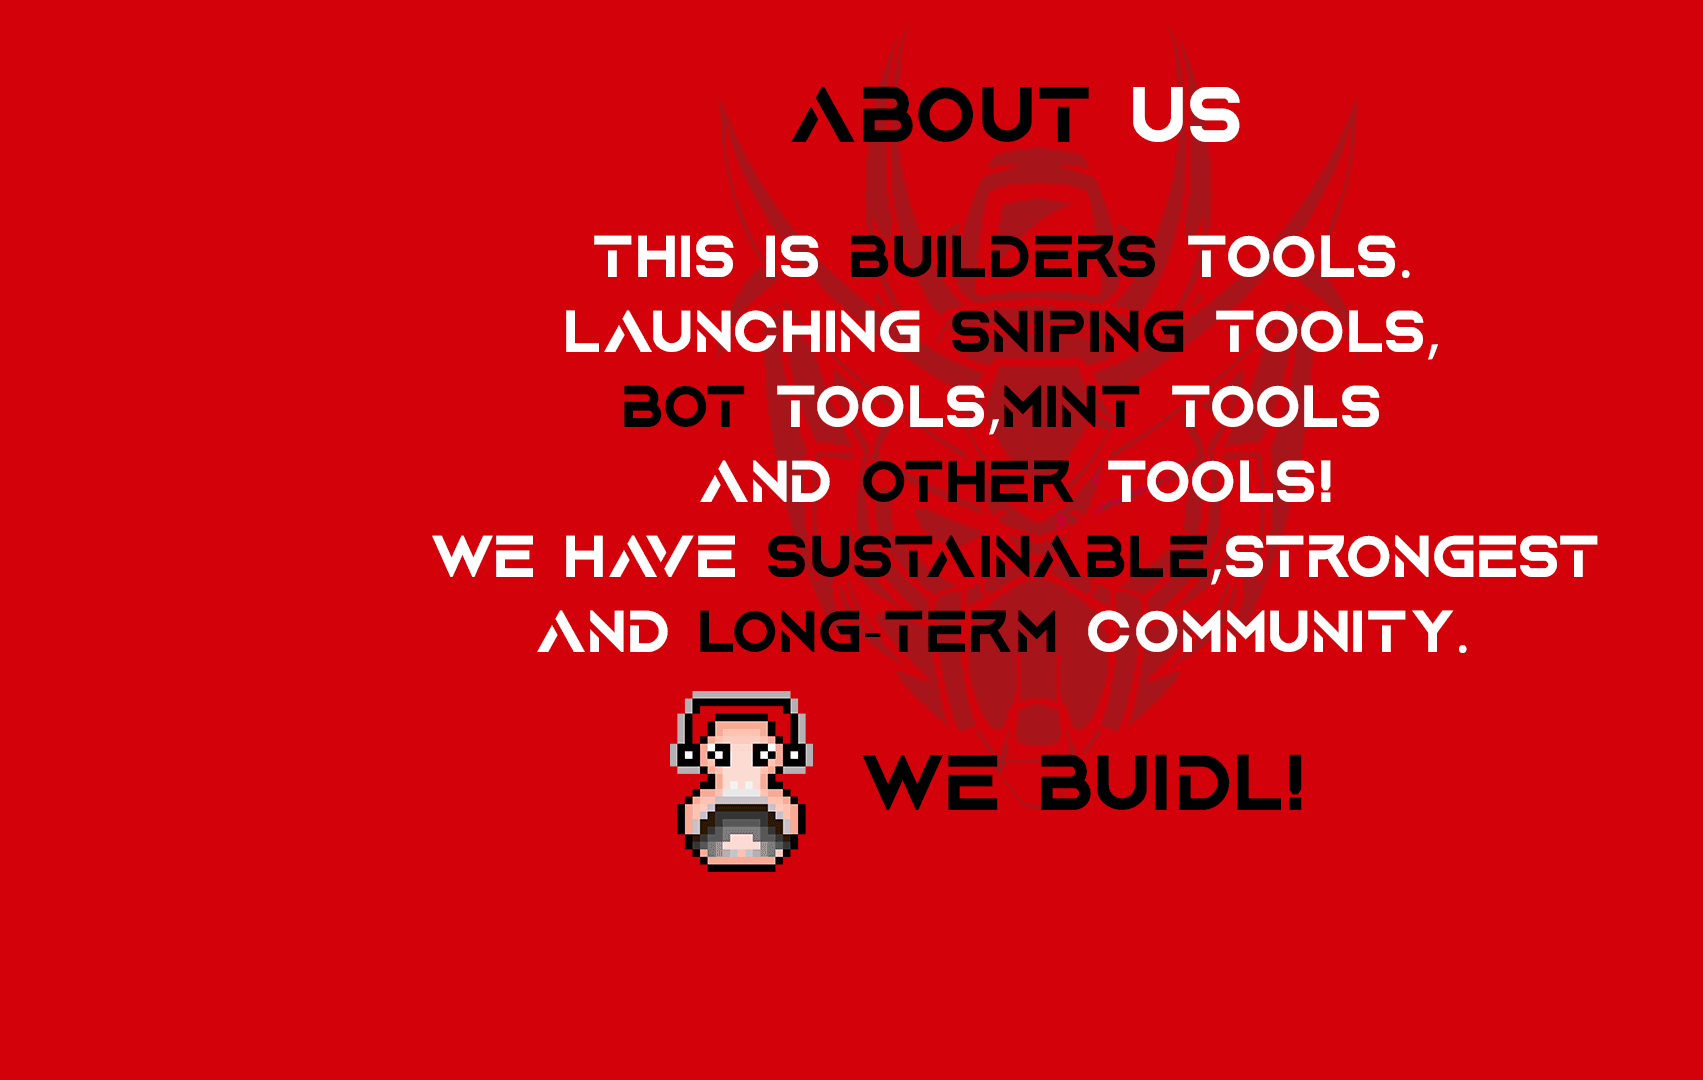 ABOUT US
THIS IS BUILDERS TOOLS.
LAUNCHING SNIPING TOOLS,
BOT TOOLS,MINT TOOLS
AND OTHER TOOLS!
WE HAVE SUSTAINABLE,STRONGEST
AND LONG-TERM COMMUNITY.
WE BUIDL!